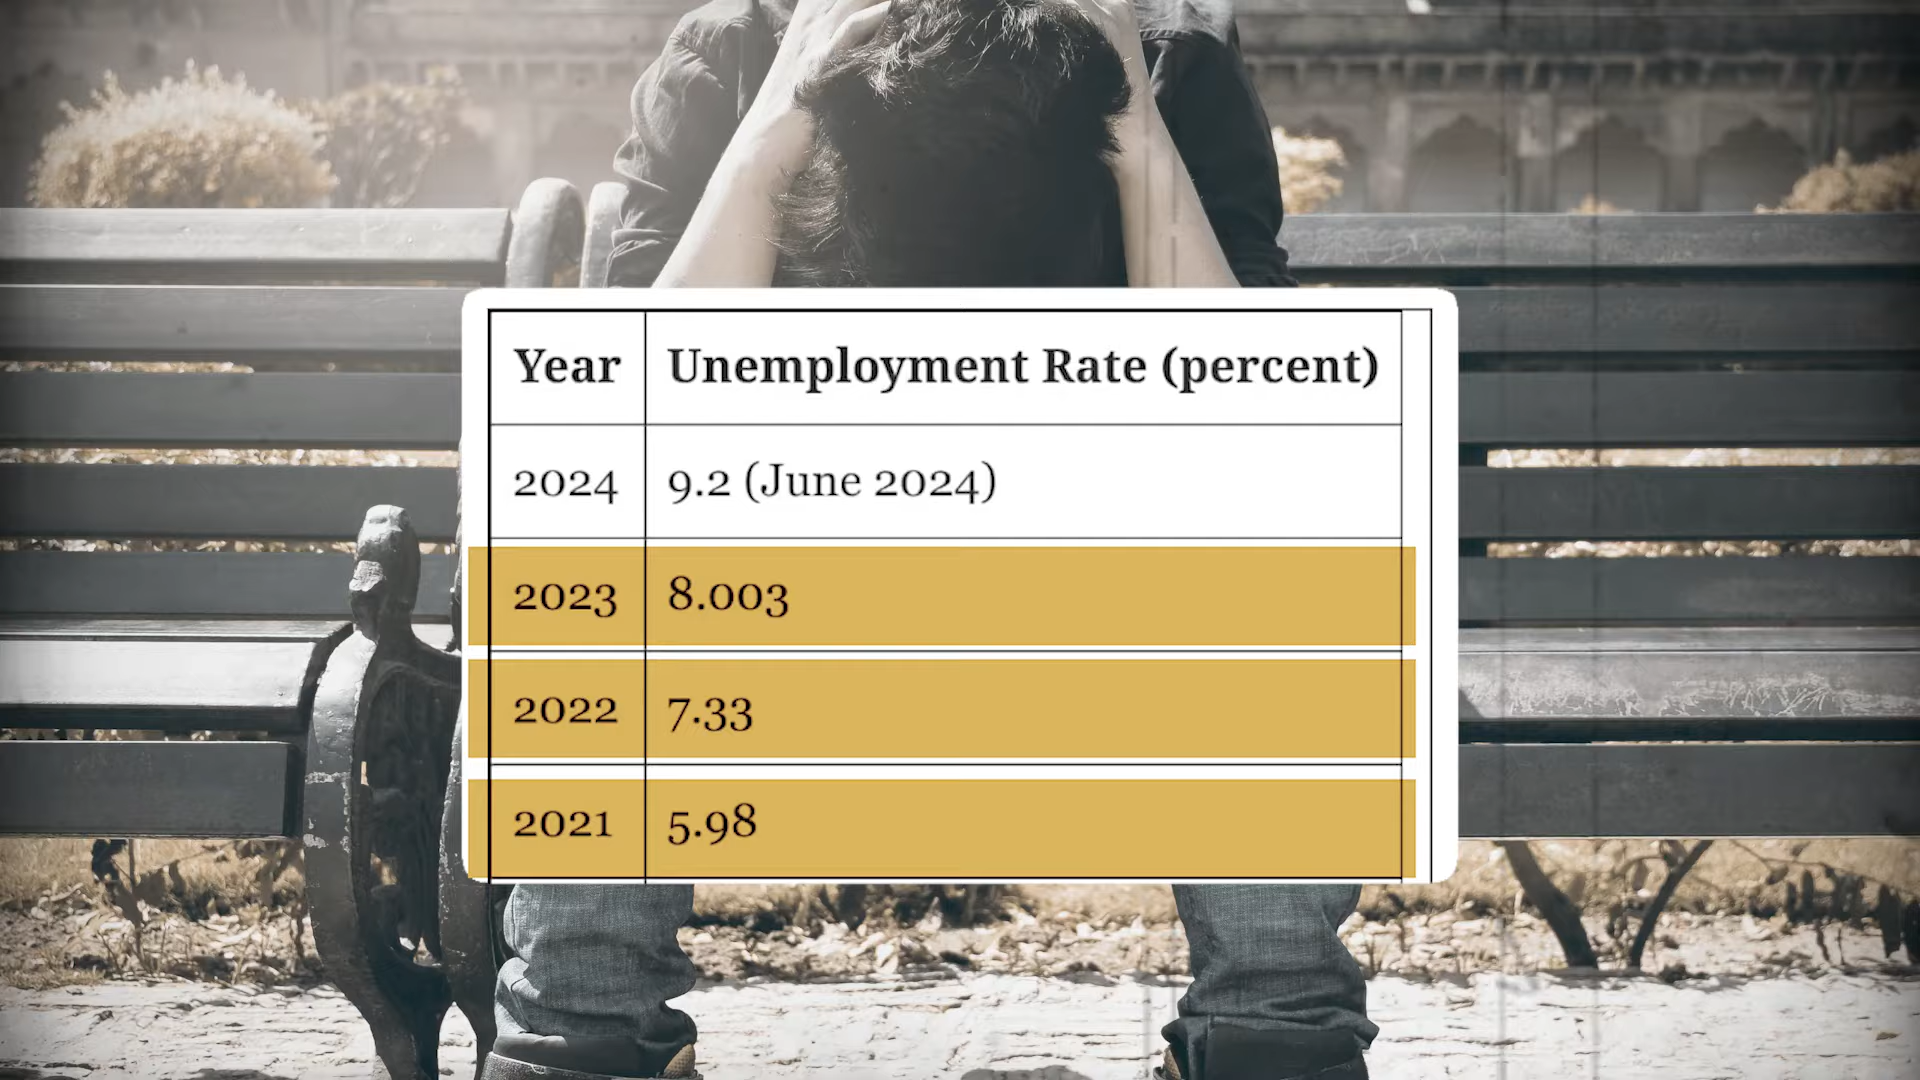 Year Unemployment Rate (percent)
2024 9.2 (June 2024)
2023 8.003
2022 7.33
2021 5.98